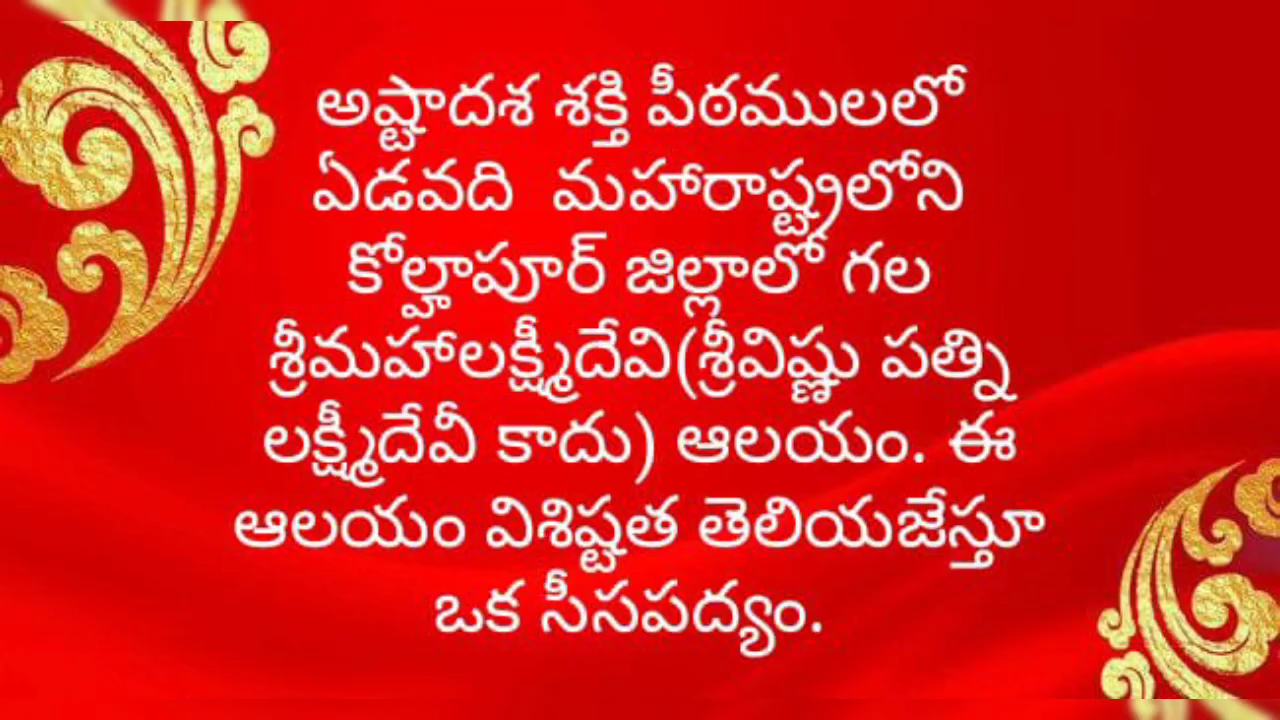 అష్టాదశ శక్తి పీఠములలో
ఏడవది మహారాష్ట్రలోని
కోల్హాపూర్ జిల్లాలో గల
శ్రీమహాలక్ష్మీదేవి(శ్రీవిష్ణు పత్ని
లక్ష్మీదేవీ కాదు) ఆలయం. ఈ
ఆలయం విశిష్టత తెలియజేస్తూ
ఒక సీసపద్యం.